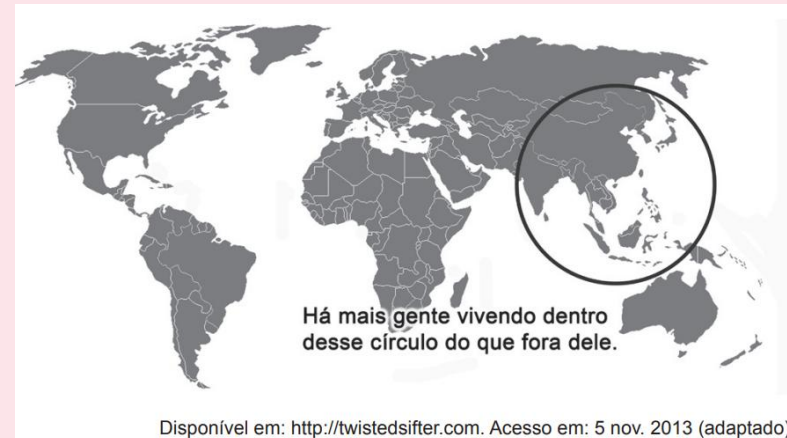 Há mais gente vivendo dentro
desse círculo do que fora dele.
Disponível em: http://twistedsifter.com. Acesso em: 5 nov. 2013 (adaptado)